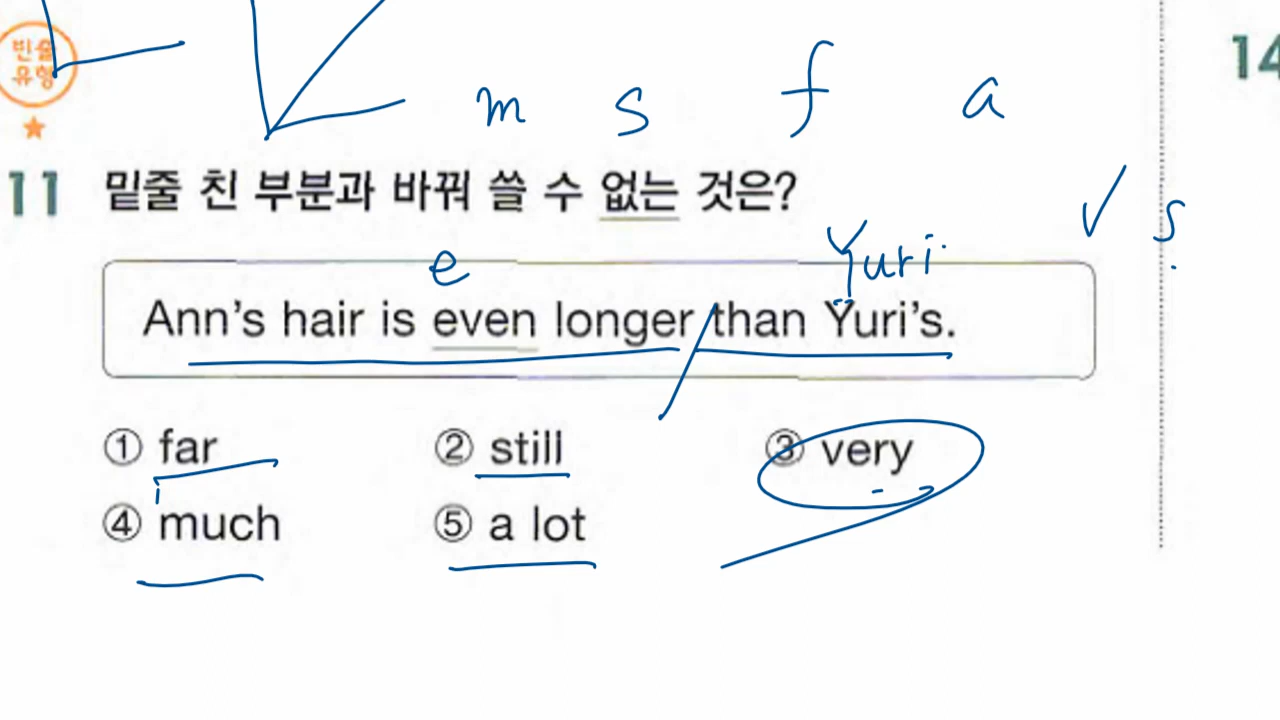 빈출
유형
m s f a
14
11 밑줄 친 부분과 바꿔 쓸 수 없는 것은?
✓ s
e Yuri
Ann's hair is even longer than Yuri's.
① far ② still ③ very
④ much ⑤ a lot